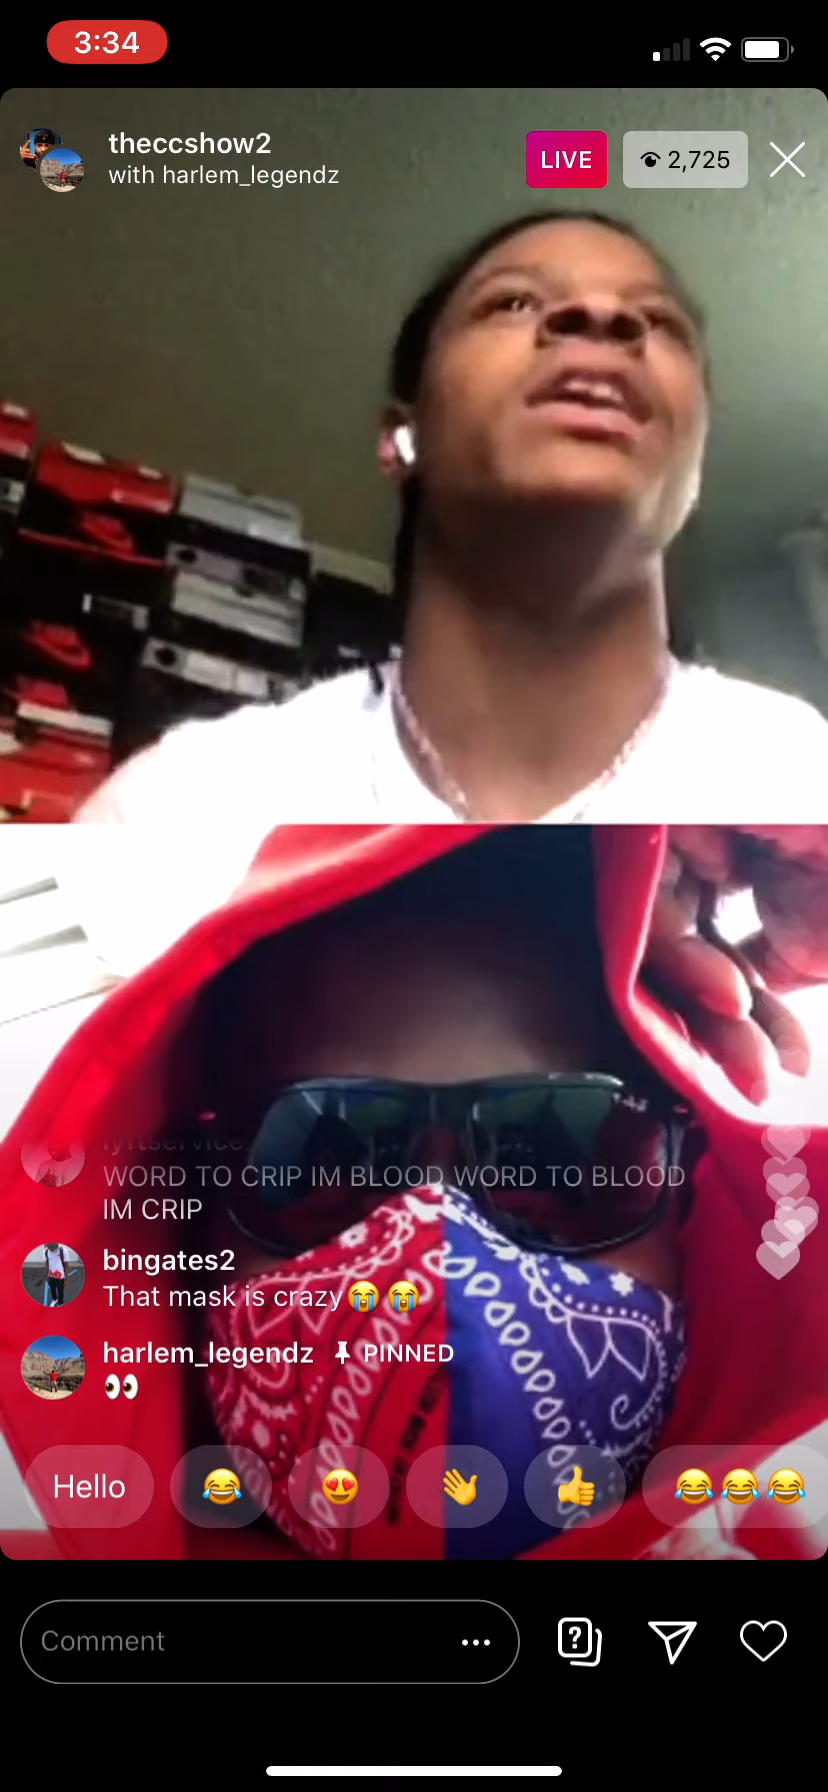 3:34
theccshow2
with harlem_legendz
LIVE
2,725
lyftservice
WORD TO CRIP IM BLOOD WORD TO BLOOD
IM CRIP
bingates2
That mask is crazy😭😭
harlem_legendz PINNED
👀
Hello 😂 😍 👋 👍 😂😂😂
Comment